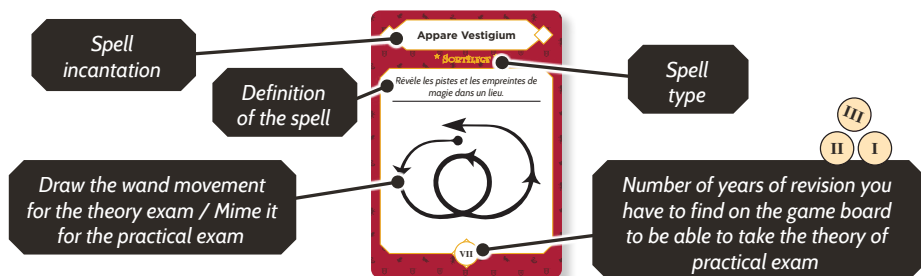 Spell
incantation
Appare Vestigium
* Sortilège *
Spell
type
Definition
of the spell
Révèle les pistes et les empreintes de
magie dans un lieu.
Draw the wand movement
for the theory exam / Mime it
for the practical exam
VII
III
II
I
Number of years of revision you
have to find on the game board
to be able to take the theory of
practical exam